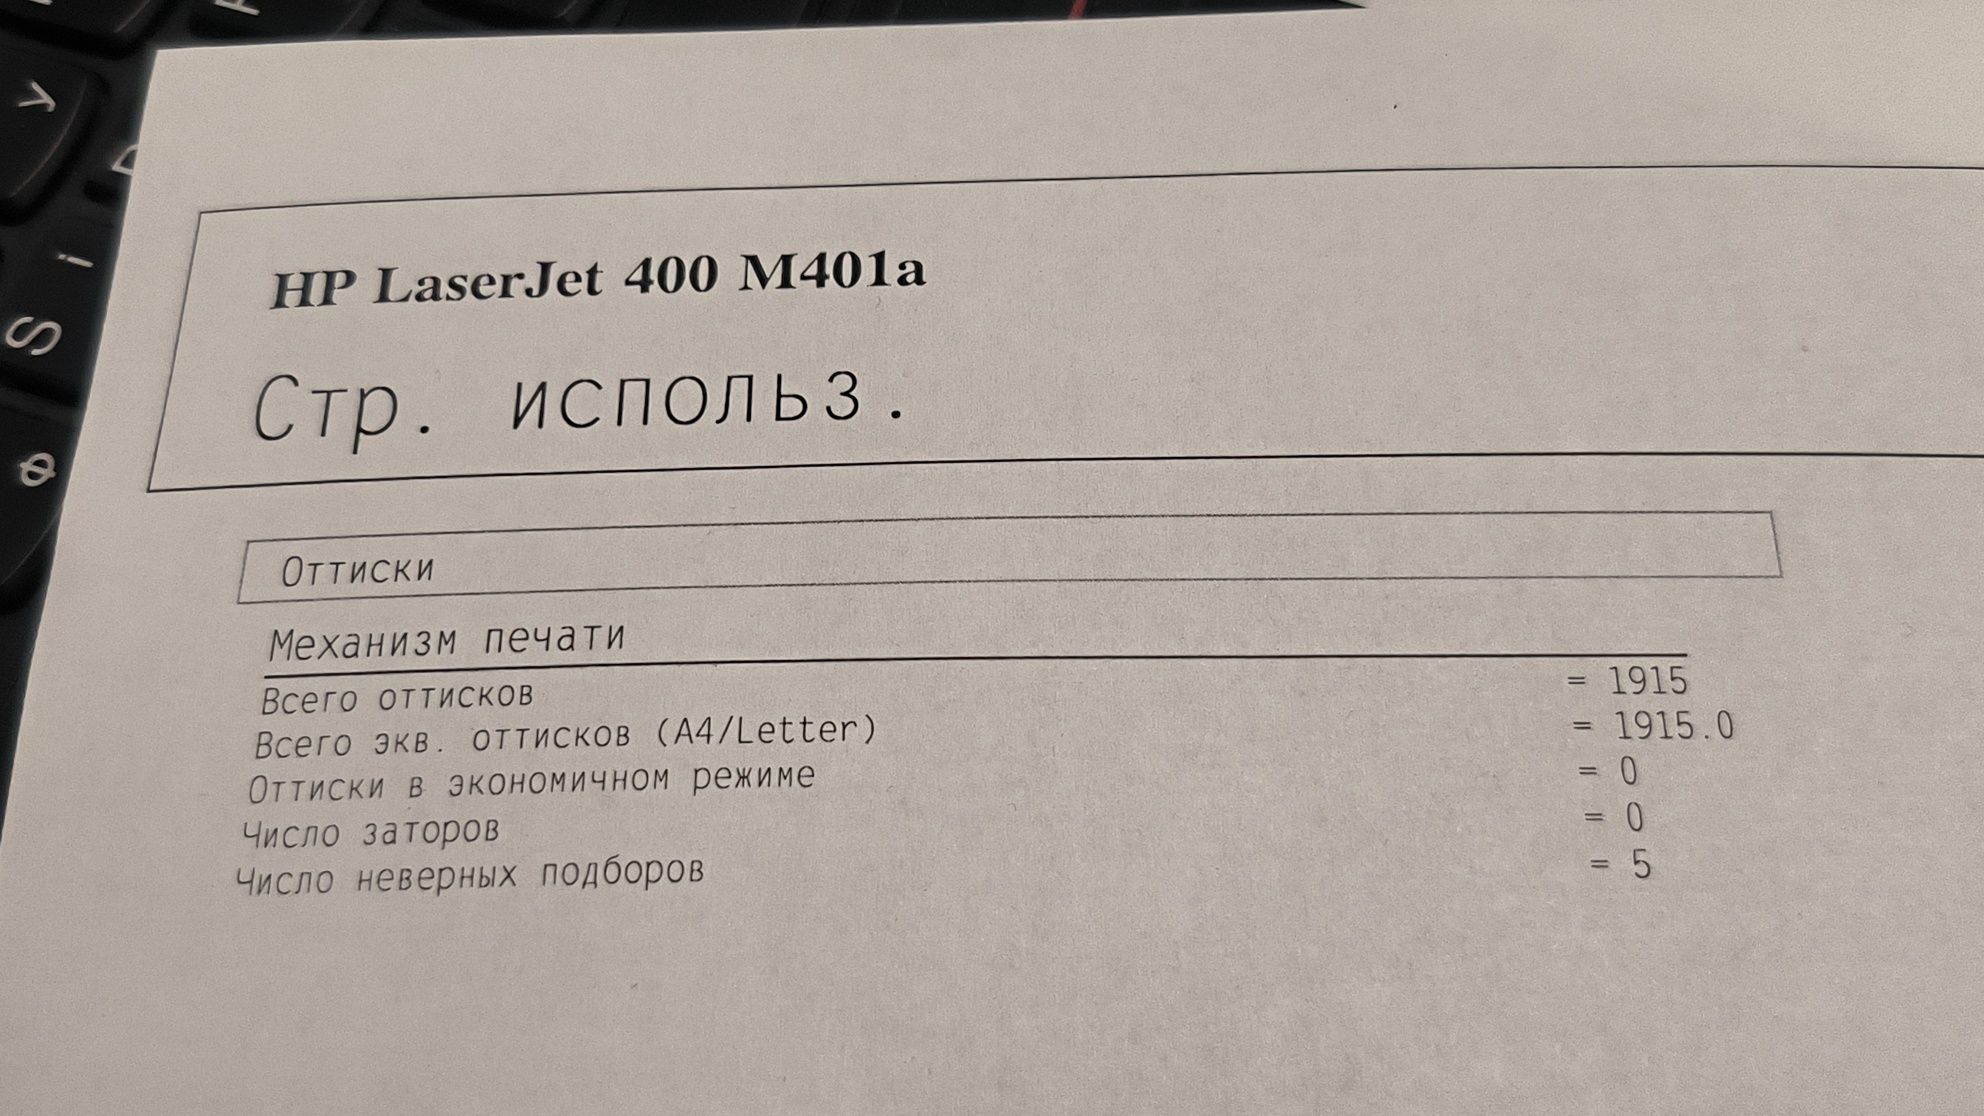 HP LaserJet 400 M401a
Стр. использ.
Оттиски
Механизм печати
Всего оттисков = 1915
Всего экв. оттисков (A4/Letter) = 1915.0
Оттиски в экономичном режиме = 0
Число заторов = 0
Число неверных подборов = 5
У
i
S
Ф